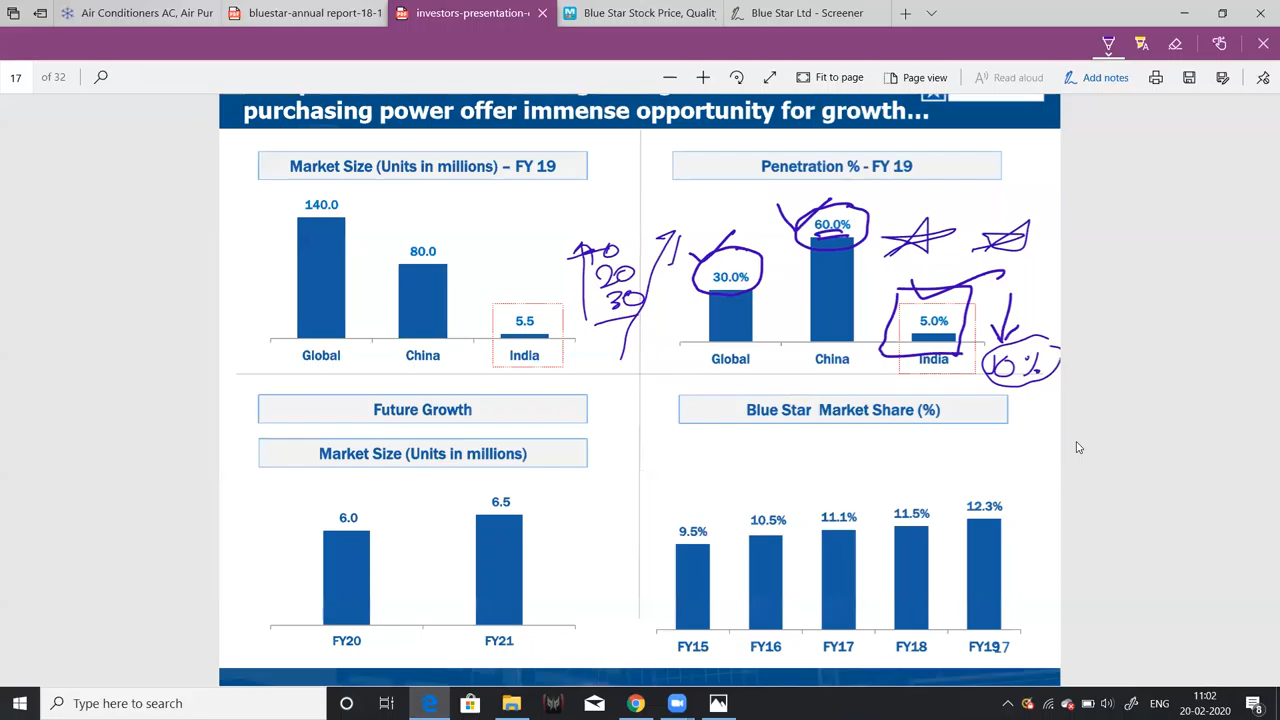 Air Conditioners AC, Air Pur
bluestar-annual report-18-1
investors-presentation-
Blue Star Stock Price, Quality
Blue Star Ltd - Screener
17 of 32
Fit to page
Page view
Read aloud
Add notes
purchasing power offer immense opportunity for growth...
Market Size (Units in millions) – FY 19
140.0
80.0
5.5
Global
China
India
20
30
Penetration % - FY 19
30.0%
60.0%
5.0%
Global
China
India
10%
Future Growth
Market Size (Units in millions)
6.0
6.5
FY20
FY21
Blue Star Market Share (%)
9.5%
10.5%
11.1%
11.5%
12.3%
FY15
FY16
FY17
FY18
FY19
17
Type here to search
ENG
11:02
20-02-2020
8